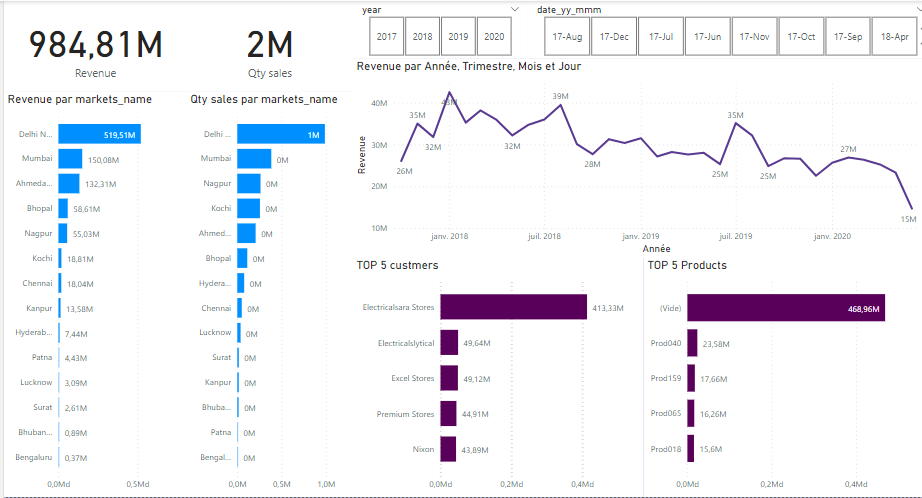 984,81M
Revenue
2M
Qty sales
year
2017
2018
2019
2020
date_yy_mmm
17-Aug
17-Dec
17-Jul
17-Jun
17-Nov
17-Oct
17-Sep
18-Apr
Revenue par markets_name
Delhi N... 519,51M
Mumbai 150,08M
Ahmeda... 132,31M
Bhopal 58,61M
Nagpur 55,03M
Kochi 18,81M
Chennai 18,04M
Kanpur 13,58M
Hyderab... 7,44M
Patna 4,43M
Lucknow 3,09M
Surat 2,61M
Bhuban... 0,89M
Bengaluru 0,37M
0,0Md 0,5Md
Qty sales par markets_name
Delhi ... 1M
Mumbai 0M
Nagpur 0M
Kochi 0M
Ahmed... 0M
Bhopal 0M
Hydera... 0M
Chennai 0M
Lucknow 0M
Surat 0M
Kanpur 0M
Bhuba... 0M
Patna 0M
Bengal... 0M
0,0M 0,5M 1,0M
Revenue par Année, Trimestre, Mois et Jour
Revenue
40M
30M
20M
10M
26M
35M
32M
43M
32M
39M
28M
25M
35M
25M
27M
15M
janv. 2018 juil. 2018 janv. 2019 juil. 2019 janv. 2020
Année
TOP 5 custmers
Electricalsara Stores 413,33M
Electricalslytical 49,64M
Excel Stores 49,12M
Premium Stores 44,91M
Nixon 43,89M
0,0Md 0,2Md 0,4Md
TOP 5 Products
(Vide) 468,96M
Prod040 23,58M
Prod159 17,66M
Prod065 16,26M
Prod018 15,6M
0,0Md 0,2Md 0,4Md